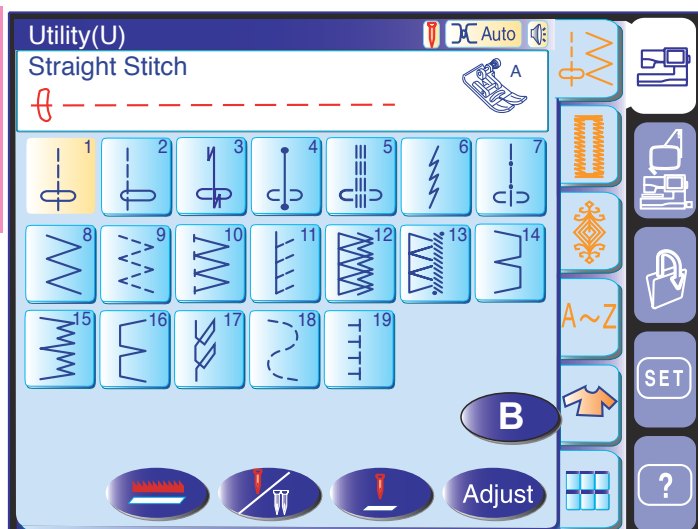 Utility(U)
Auto
Straight Stitch
A
1 2 3 4 5 6 7
8 9 10 11 12 13 14
15 16 17 18 19
A~Z
SET
B
Adjust
?